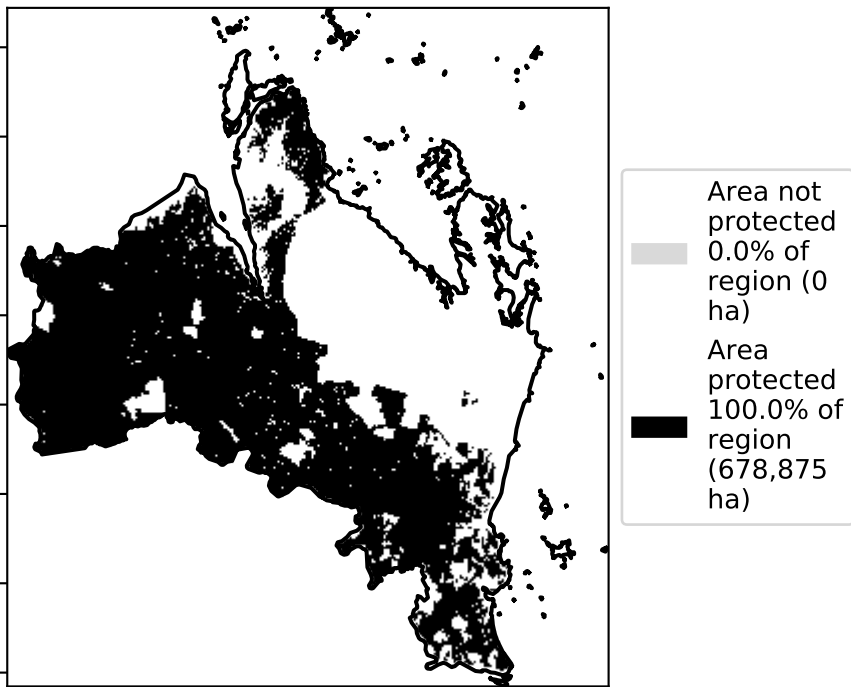 Area not
protected
0.0% of
region (0
ha)
Area
protected
100.0% of
region
(678,875
ha)